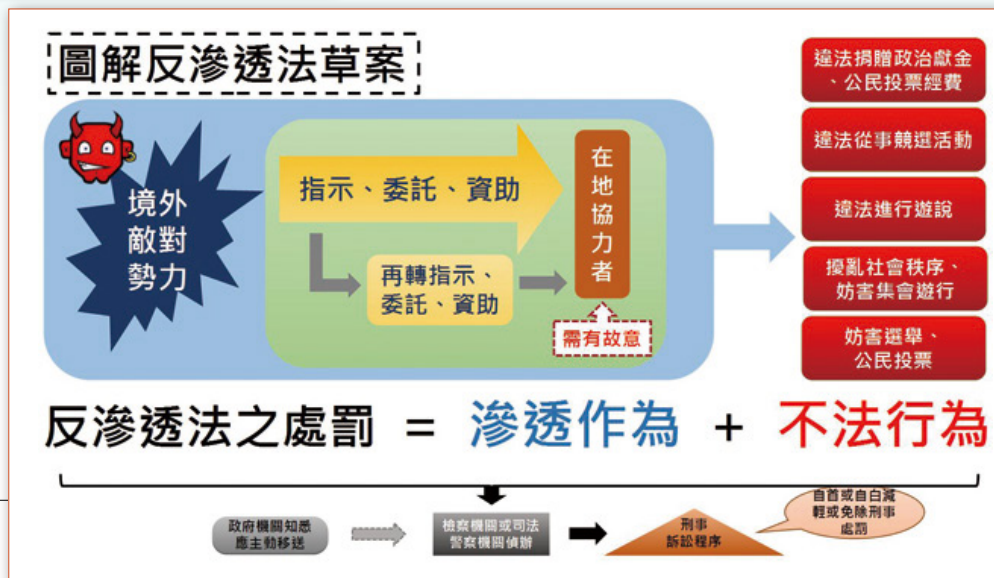 圖解反滲透法草案
境外
敵對
勢力
指示、委託、資助
再轉指示、
委託、資助
在
地
協
力
者
需有故意
違法捐贈政治獻金
、公民投票經費
違法從事競選活動
違法進行遊說
擾亂社會秩序、
妨害集會遊行
妨害選舉、
公民投票
反滲透法之處罰 = 滲透作為 + 不法行為
政府機關知悉
應主動移送
檢察機關或司法
警察機關偵辦
刑事
訴訟程序
自首或自白減
輕或免除刑事
處罰